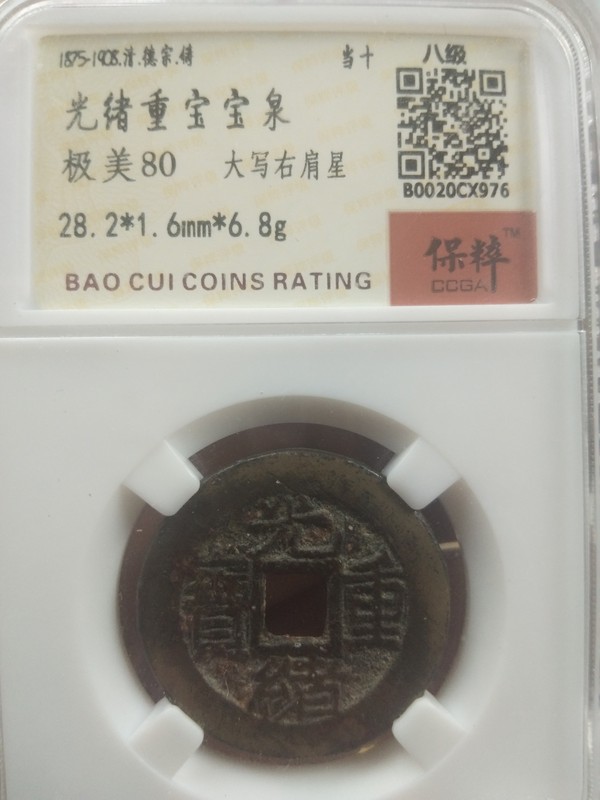 1875-1908.清.德宗.铸 当十 八级
光绪重宝宝泉
极美80 大写右肩星
B0020CX976
28.2*1.6mm*6.8g
保粹™
CCGA
BAO CUI COINS RATING
光
寶 重
緒